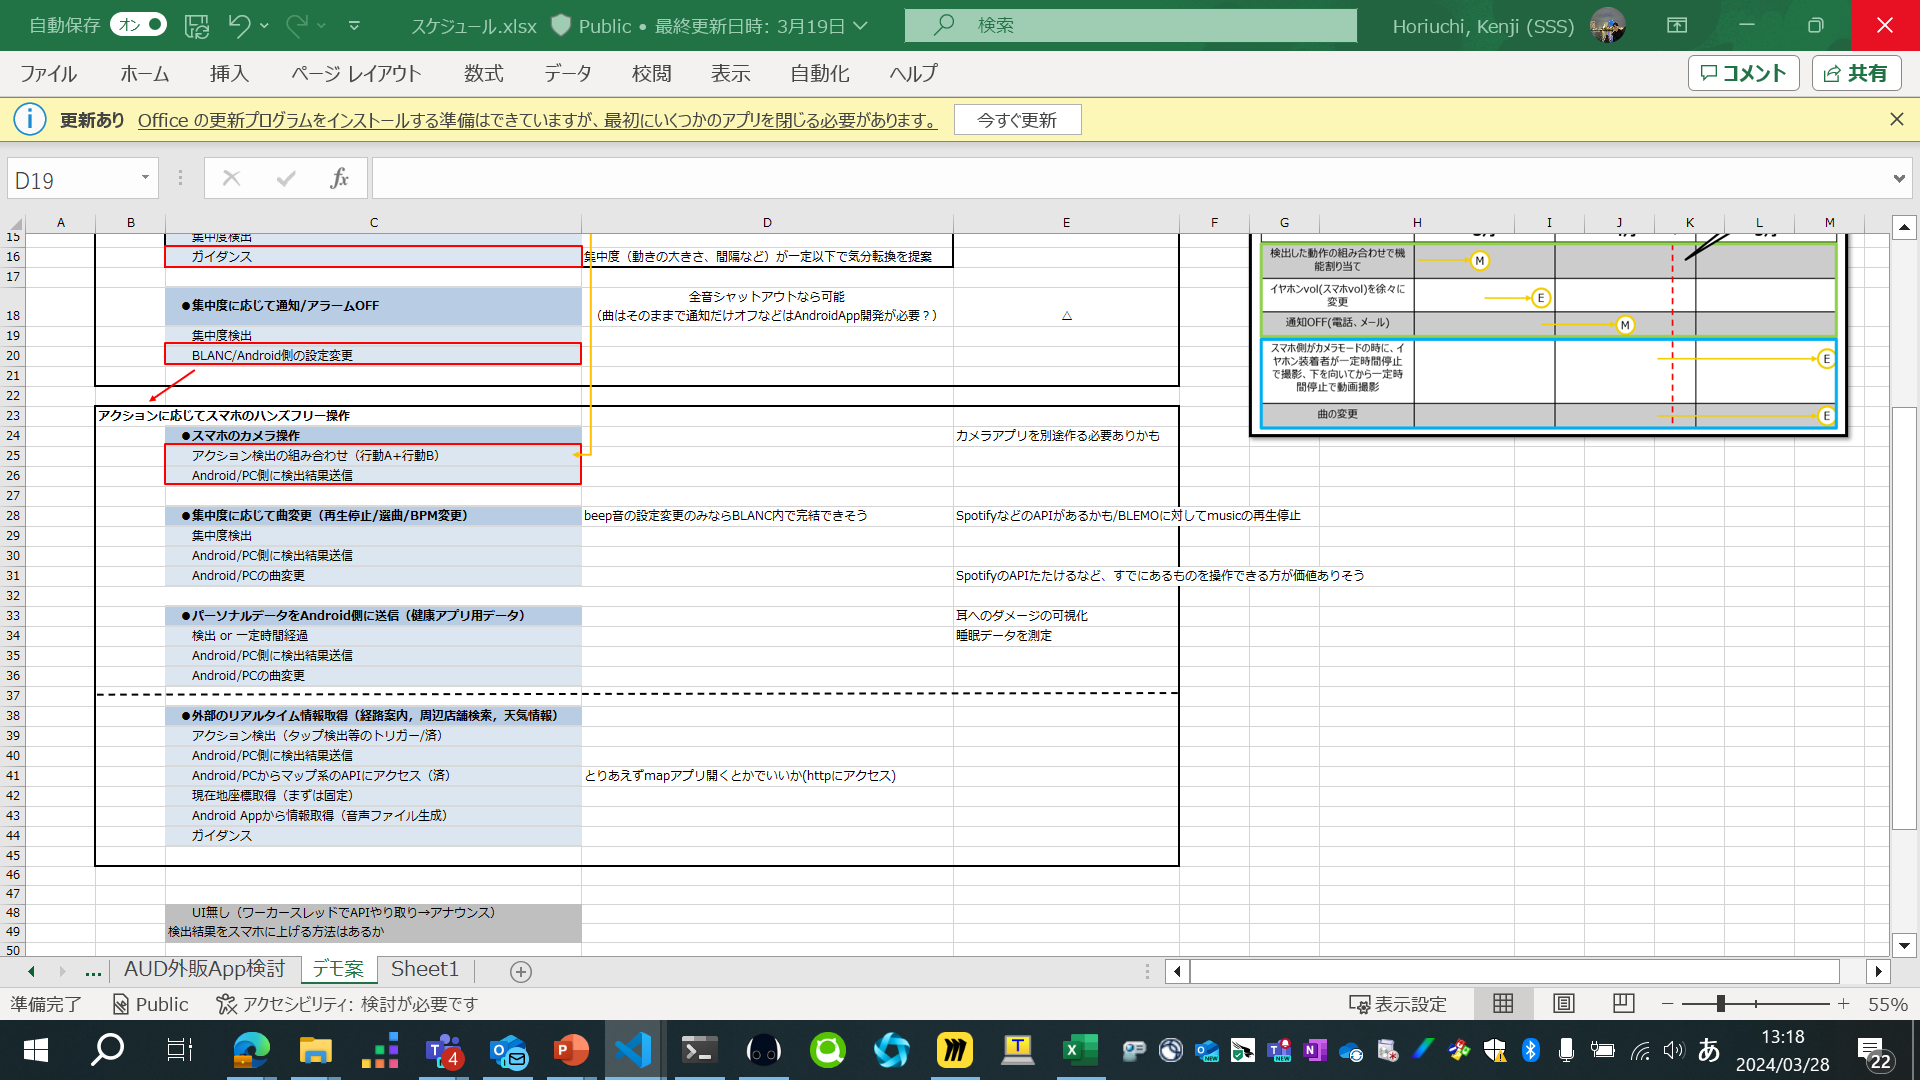 自動保存 オン スケジュール.xlsx Public • 最終更新日時: 3月19日 検索 Horiuchi, Kenji (SSS)
ファイル ホーム 挿入 ページ レイアウト 数式 データ 校閲 表示 自動化 ヘルプ コメント 共有
更新あり Office の更新プログラムをインストールする準備はできていますが、最初にいくつかのアプリを閉じる必要があります。 今すぐ更新
D19 fx
A B C D E F G H I J K L M
15 集中度検出
16 ガイダンス 集中度（動きの大きさ、間隔など）が一定以下で気分転換を提案
17
18 ●集中度に応じて通知/アラームOFF 全音シャットアウトなら可能
（曲はそのままで通知だけオフなどはAndroidApp開発が必要？） △
19 集中度検出
20 BLANC/Android側の設定変更
21
22
23 アクションに応じてスマホのハンズフリー操作
24 ●スマホのカメラ操作 カメラアプリを別途作る必要ありかも
25 アクション検出の組み合わせ（行動A+行動B）
26 Android/PC側に検出結果送信
27
28 ●集中度に応じて曲変更（再生停止/選曲/BPM変更） beep音の設定変更のみならBLANC内で完結できそう SpotifyなどのAPIがあるかも/BLEMOに対してmusicの再生停止
29 集中度検出
30 Android/PC側に検出結果送信
31 Android/PCの曲変更 SpotifyのAPIたたけるなど、すでにあるものを操作できる方が価値ありそう
32
33 ●パーソナルデータをAndroid側に送信（健康アプリ用データ） 耳へのダメージの可視化
34 検出 or 一定時間経過 睡眠データを測定
35 Android/PC側に検出結果送信
36 Android/PCの曲変更
37
38 ●外部のリアルタイム情報取得（経路案内，周辺店舗検索，天気情報）
39 アクション検出（タップ検出等のトリガー/済）
40 Android/PC側に検出結果送信
41 Android/PCからマップ系のAPIにアクセス（済） とりあえずmapアプリ開くとかでいいか(httpにアクセス)
42 現在地座標取得（まずは固定）
43 Android Appから情報取得（音声ファイル生成）
44 ガイダンス
45
46
47
48 UI無し（ワーカースレッドでAPIやり取り→アナウンス）
49 検出結果をスマホに上げる方法はあるか
50
検出した動作の組み合わせで機
能割り当て M
イヤホンvol(スマホvol)を徐々に
変更 E
通知OFF(電話、メール) M
スマホ側がカメラモードの時に、イ
ヤホン装着者が一定時間停止
で撮影、下を向いてから一定時
間停止で動画撮影 E
曲の変更 E
... AUD外販App検討 デモ案 Sheet1
準備完了 Public アクセシビリティ: 検討が必要です 表示設定 55%
4 T あ 13:18
2024/03/28 22